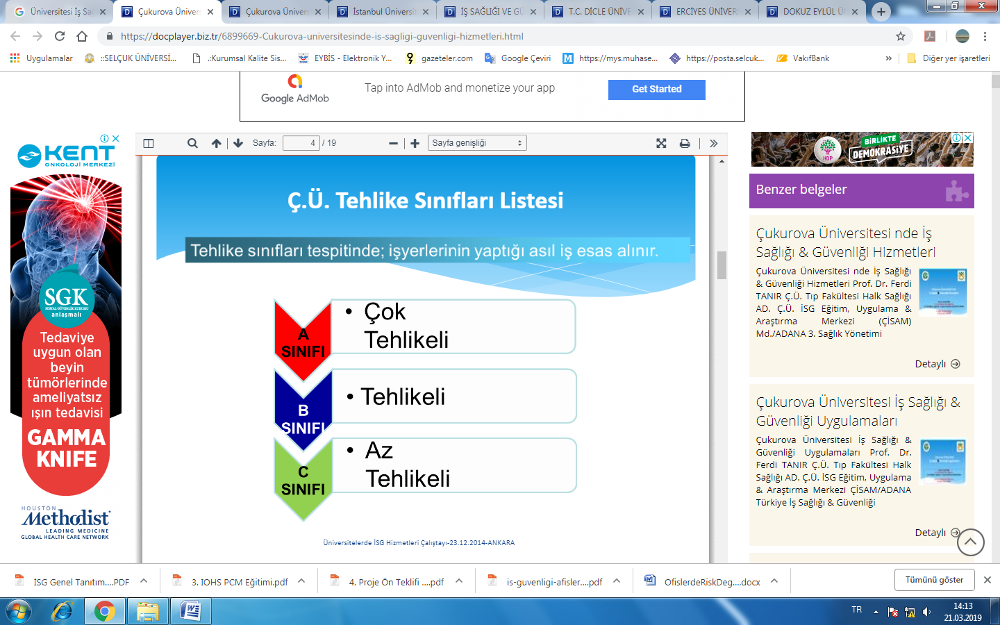 Üniversitesi İş Sağ
Çukurova Ünivers
Çukurova Ünivers
İstanbul Üniversit
İŞ SAĞLIĞI VE GÜ
T.C. DİCLE ÜNİVE
ERCİYES ÜNİVERS
DOKUZ EYLÜL Ü
https://docplayer.biz.tr/6899669-Cukurova-universitesinde-is-sagligi-guvenligi-hizmetleri.html
Uygulamalar
::SELÇUK ÜNİVERSİ...
.:Kurumsal Kalite Sis...
EYBİS - Elektronik Y...
gazeteler.com
Google Çeviri
https://mys.muhase...
https://posta.selcuk...
VakıfBank
»
Diğer yer işaretleri
Google AdMob
Tap into AdMob and monetize your app
Get Started
KENT
ONKOLOJİ MERKEZİ
SGK
SOSYAL GÜVENLİK KURUMU
anlaşmalı
Tedaviye
uygun olan
beyin
tümörlerinde
ameliyatsız
ışın tedavisi
GAMMA
KNIFE
HOUSTON
Methodist
LEADING MEDICINE
GLOBAL HEALTH CARE NETWORK
Sayfa: 4 / 19
Sayfa genişliği
Ç.Ü. Tehlike Sınıfları Listesi
Tehlike sınıfları tespitinde; işyerlerinin yaptığı asıl iş esas alınır.
A
SINIFI
• Çok
Tehlikeli
B
SINIFI
• Tehlikeli
C
SINIFI
• Az
Tehlikeli
Üniversitelerde İSG Hizmetleri Çalıştayı-23.12.2014-ANKARA
HDP
BİRLİKTE
DEMOKRASİYE
Benzer belgeler
Çukurova Üniversitesi nde İş
Sağlığı & Güvenliği Hizmetleri
Çukurova Üniversitesi nde İş Sağlığı
& Güvenliği Hizmetleri Prof. Dr. Ferdi
TANIR Ç.Ü. Tıp Fakültesi Halk Sağlığı
AD. Ç.Ü. İSG Eğitim, Uygulama &
Araştırma Merkezi (ÇİSAM)
Md./ADANA 3. Sağlık Yönetimi
Detaylı
Çukurova Üniversitesi İş Sağlığı &
Güvenliği Uygulamaları
Çukurova Üniversitesi İş Sağlığı &
Güvenliği Uygulamaları Prof. Dr.
Ferdi TANIR Ç.Ü. Tıp Fakültesi Halk
Sağlığı AD. Ç.Ü. İSG Eğitim, Uygulama
& Araştırma Merkezi ÇİSAM/ADANA
Türkiye İş Sağlığı & Güvenliği
Detaylı
İSG Genel Tanıtım....PDF
3. IOHS PCM Eğitimi.pdf
4. Proje Ön Teklifi ....pdf
is-guvenligi-afisler....pdf
OfislerdeRiskDeg....docx
Tümünü göster
TR
14:13
21.03.2019